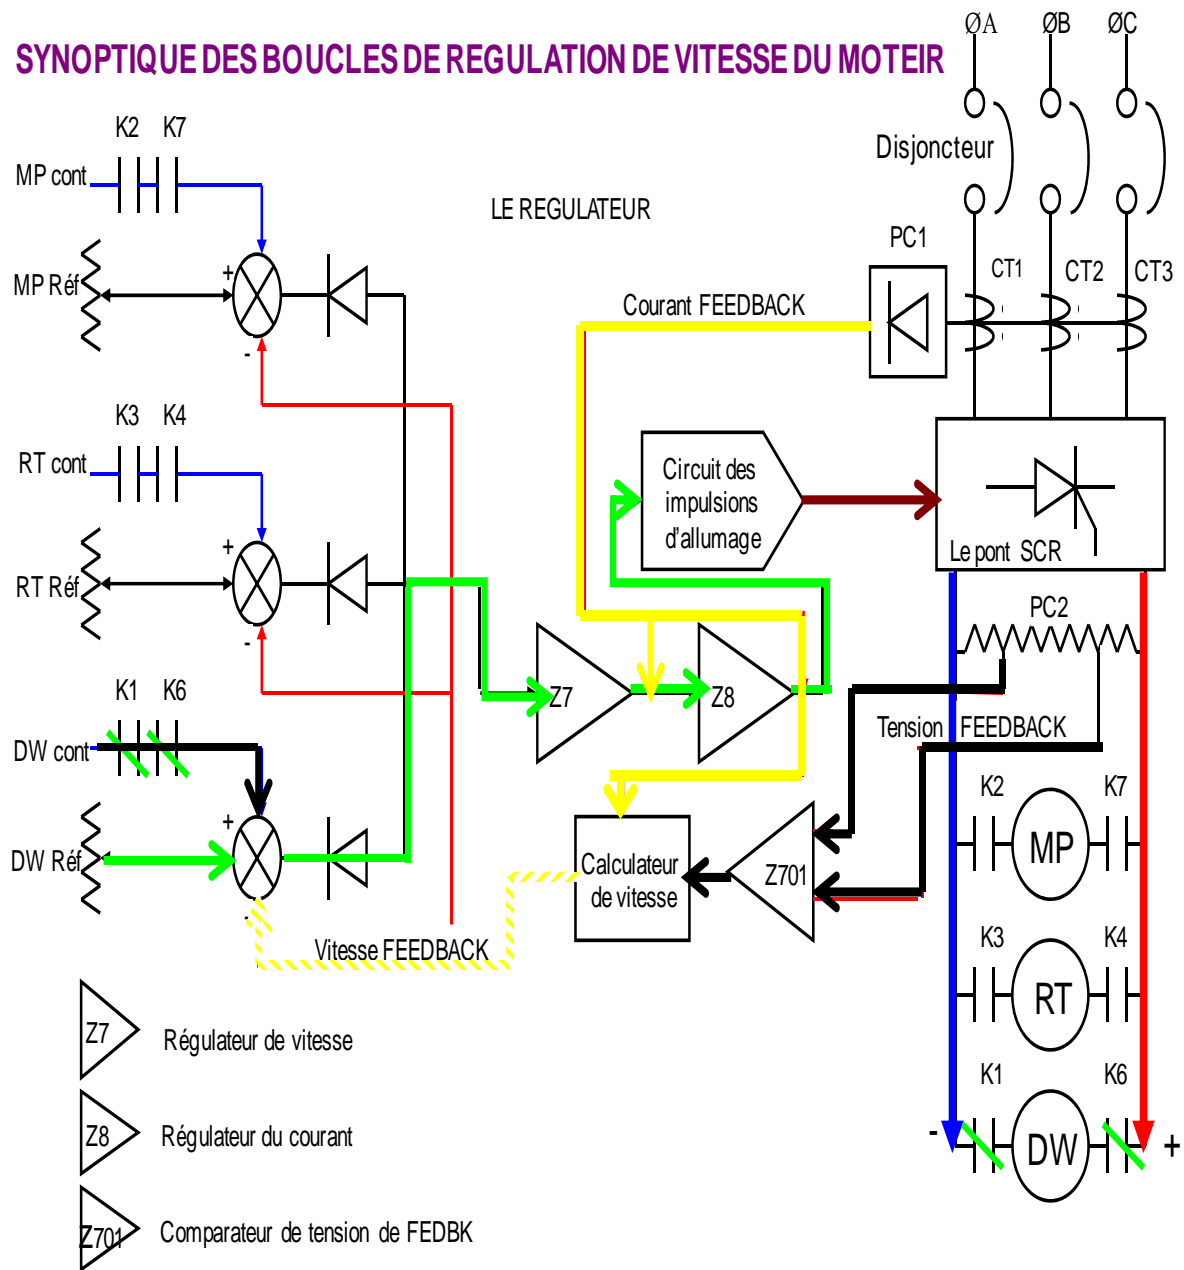 SYNOPTIQUE DES BOUCLES DE REGULATION DE VITESSE DU MOTEIR
ØA ØB ØC
Disjoncteur
K2 K7
MP cont
MP Réf
+
-
LE REGULATEUR
PC1
CT1 CT2 CT3
Courant FEEDBACK
K3 K4
RT cont
RT Réf
+
-
Circuit des
impulsions
d'allumage
Le pont SCR
PC2
K1 K6
DW cont
DW Réf
+
-
Z7
Z8
Tension FEEDBACK
K2 K7
MP
Calculateur
de vitesse
Z701
Vitesse FEEDBACK
K3 K4
RT
K1 K6
- DW +
Z7 Régulateur de vitesse
Z8 Régulateur du courant
Z701 Comparateur de tension de FEDBK